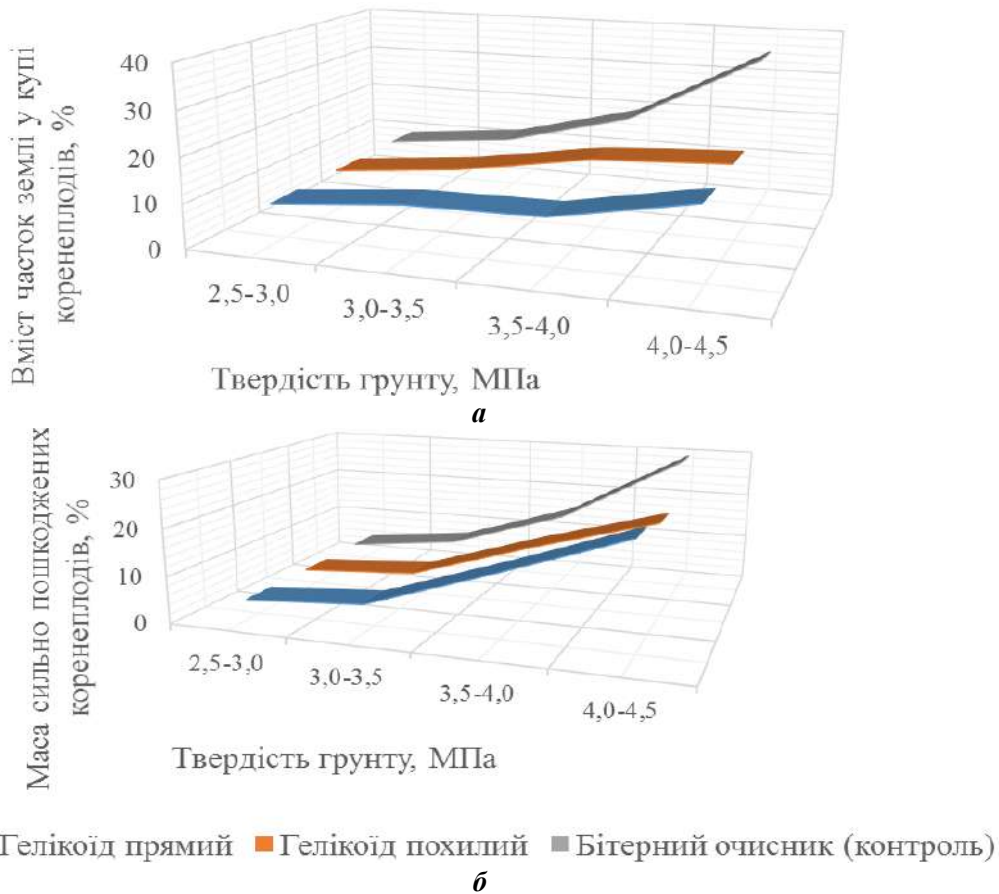 Вміст часток землі у купі
коренеплодів, %
40
30
20
10
0
2,5-3,0
3,0-3,5
3,5-4,0
4,0-4,5
Твердість грунту, МПа
а
Маса сильно пошкоджених
коренеплодів, %
30
20
10
0
2,5-3,0
3,0-3,5
3,5-4,0
4,0-4,5
Твердість грунту, МПа
Гелікоїд прямий Гелікоїд похилий Бітерний очисник (контроль)
б